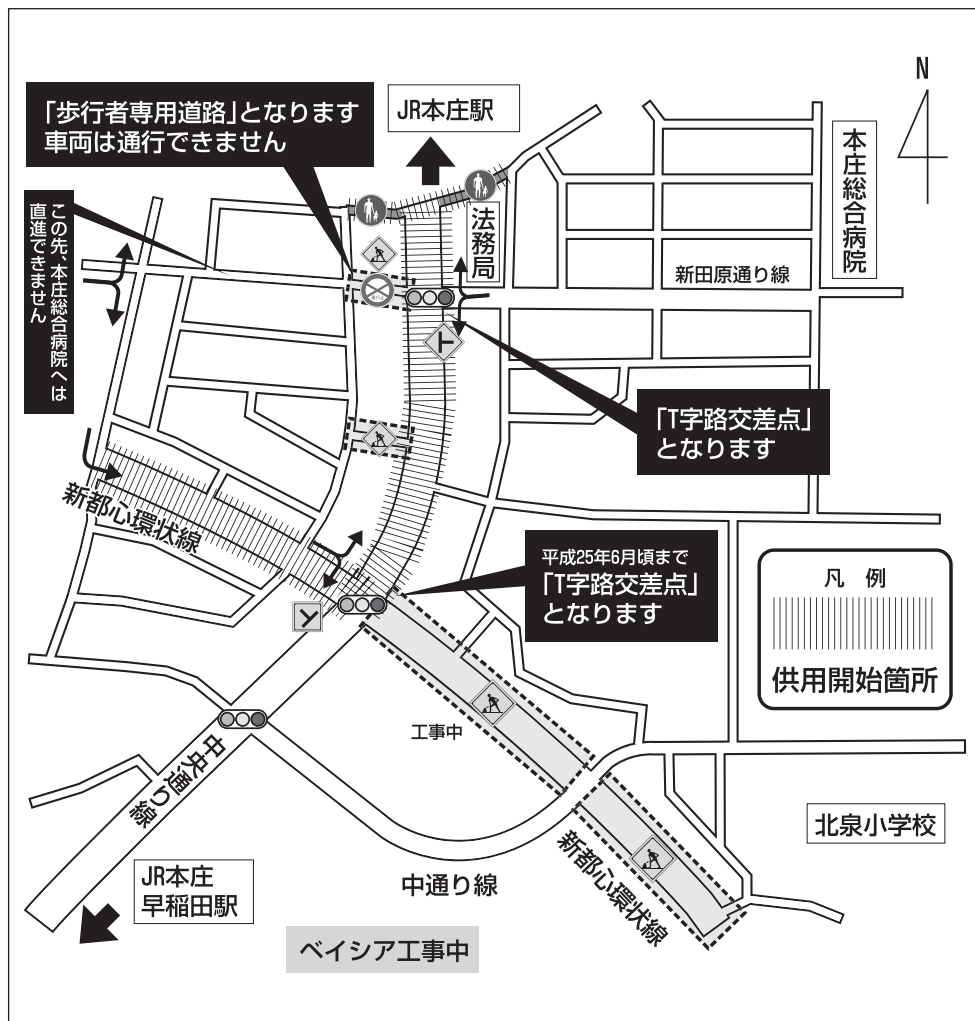 N
「歩行者専用道路」となります
車両は通行できません
JR本庄駅
本庄総合病院
この先、本庄総合病院へは
直進できません
法務局
新田原通り線
「T字路交差点」
となります
新都心環状線
平成25年6月頃まで
「T字路交差点」
となります
凡 例
供用開始箇所
工事中
中央通り線
北泉小学校
新都心環状線
中通り線
JR本庄
早稲田駅
ベイシア工事中